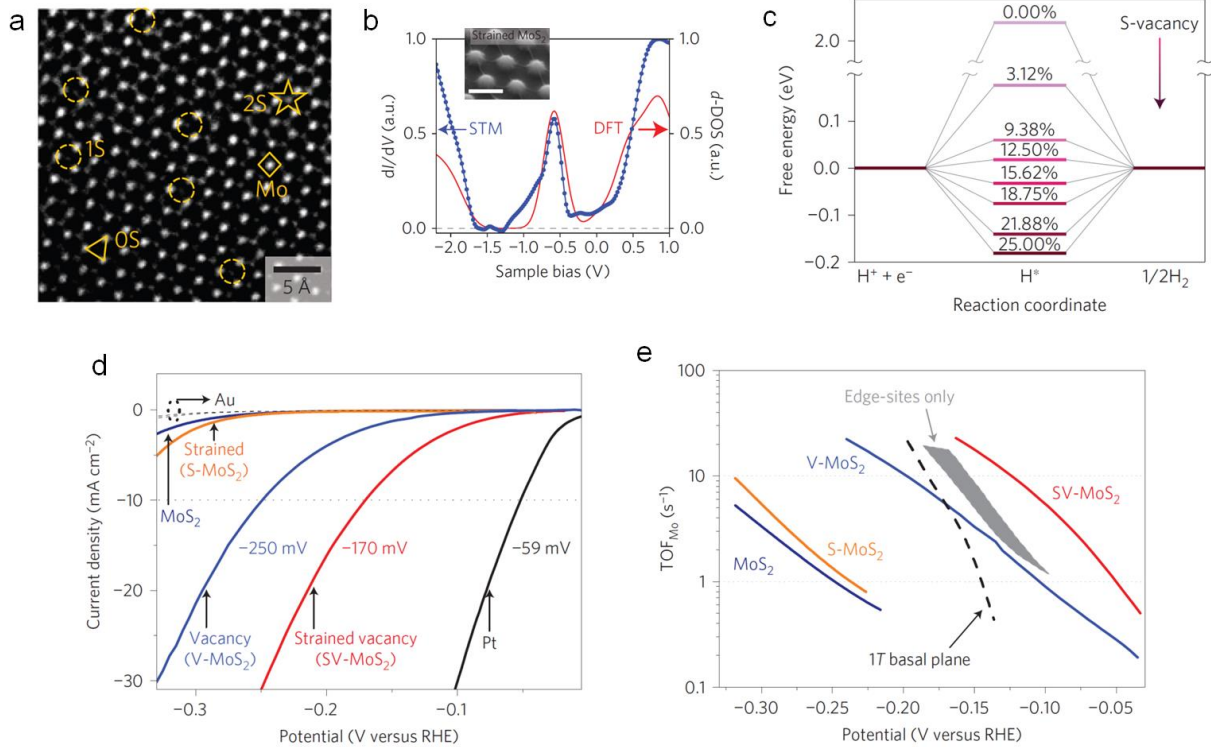 a
2S
1S
Mo
0S
5 Å
b
Strained MoS₂
1.0
0.5
0.0
dI/dV (a.u.)
STM
DFT
1.0
0.5
0.0
d-DOS (a.u.)
−2.0 −1.5 −1.0 −0.5 0.0 0.5 1.0
Sample bias (V)
c
2.0
0.1
0.0
−0.1
−0.2
Free energy (eV)
0.00%
3.12%
9.38%
12.50%
15.62%
18.75%
21.88%
25.00%
S-vacancy
H⁺ + e⁻ H* 1/2H₂
Reaction coordinate
d
0
−10
−20
−30
Current density (mA cm⁻²)
Au
Strained
(S-MoS₂)
MoS₂
−250 mV
−170 mV
−59 mV
Vacancy
(V-MoS₂)
Strained vacancy
(SV-MoS₂)
Pt
−0.3 −0.2 −0.1
Potential (V versus RHE)
e
100
10
1
0.1
TOF_Mo (s⁻¹)
Edge-sites only
V-MoS₂
SV-MoS₂
S-MoS₂
MoS₂
1T basal plane
−0.30 −0.25 −0.20 −0.15 −0.10 −0.05
Potential (V versus RHE)